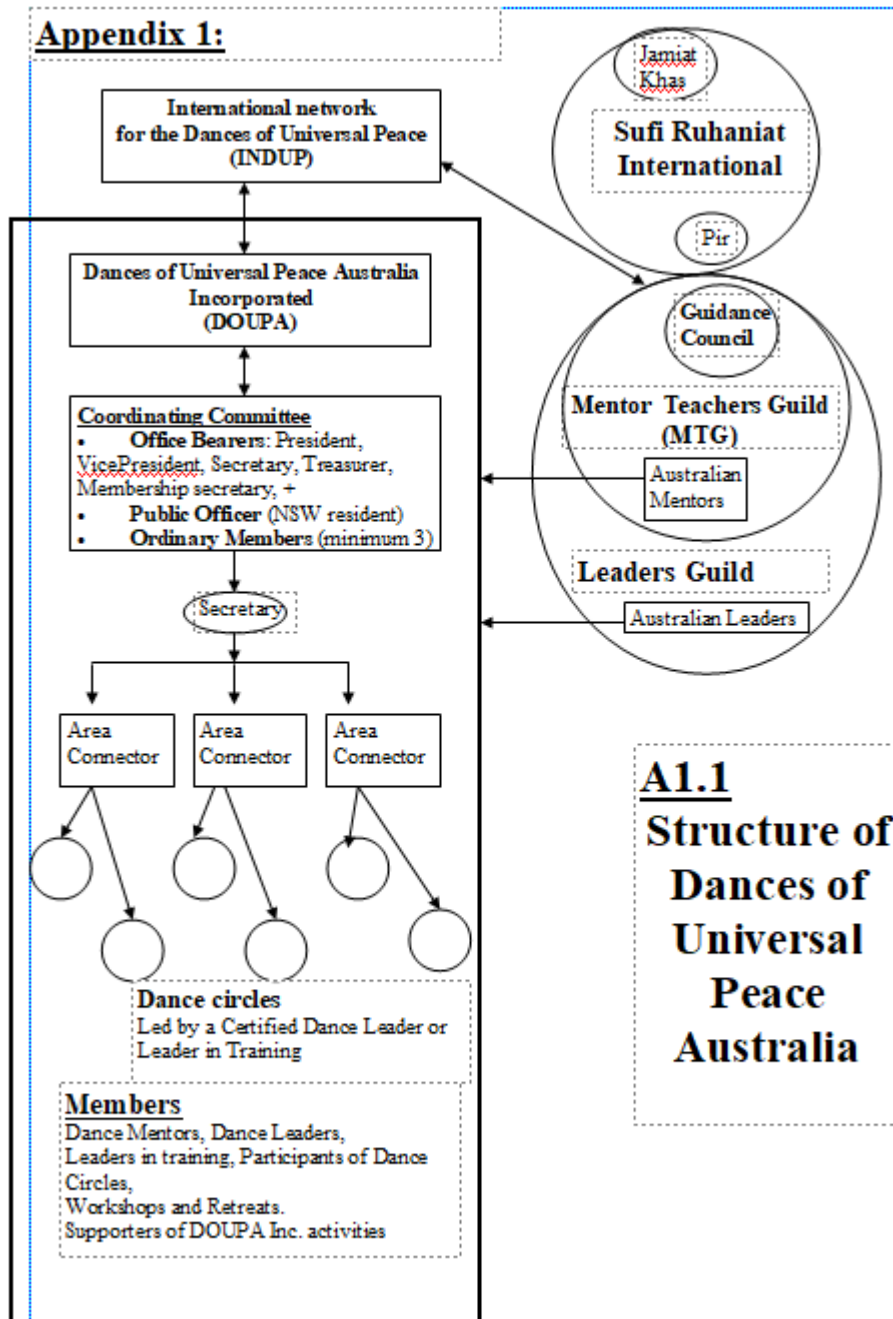 Appendix 1:
International network
for the Dances of Universal Peace
(INDUP)
Dances of Universal Peace Australia
Incorporated
(DOUPA)
Coordinating Committee
• Office Bearers: President,
VicePresident, Secretary, Treasurer,
Membership secretary, +
• Public Officer (NSW resident)
• Ordinary Members (minimum 3)
Secretary
Area
Connector
Area
Connector
Area
Connector
Dance circles
Led by a Certified Dance Leader or
Leader in Training
Members
Dance Mentors, Dance Leaders,
Leaders in training, Participants of Dance
Circles,
Workshops and Retreats.
Supporters of DOUPA Inc. activities
Jamiat
Khas
Sufi Ruhaniat
International
Pir
Guidance
Council
Mentor Teachers Guild
(MTG)
Australian
Mentors
Leaders Guild
Australian Leaders
A1.1
Structure of
Dances of
Universal
Peace
Australia